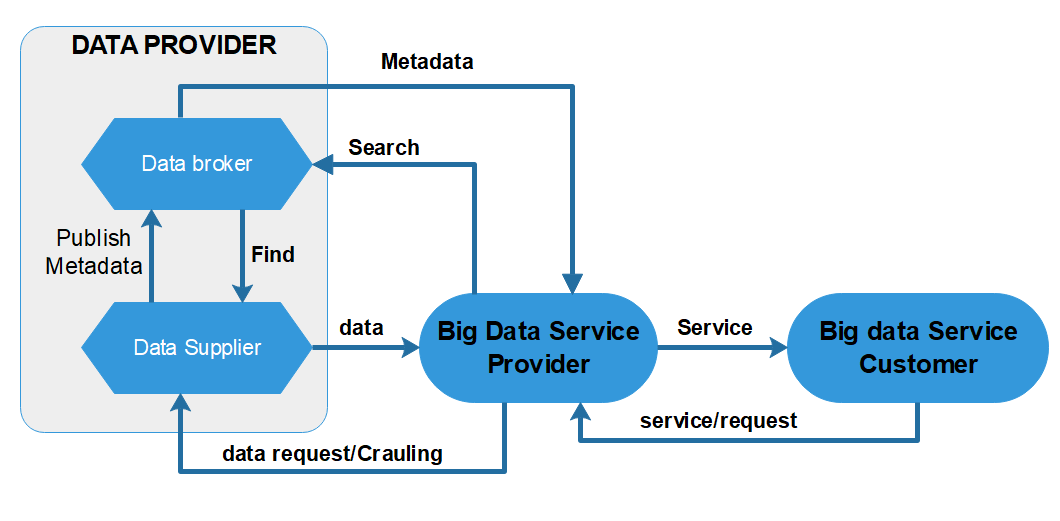 DATA PROVIDER
Metadata
Search
Data broker
Publish
Metadata
Find
data
Data Supplier
Big Data Service
Provider
Service
Big data Service
Customer
service/request
data request/Crauling